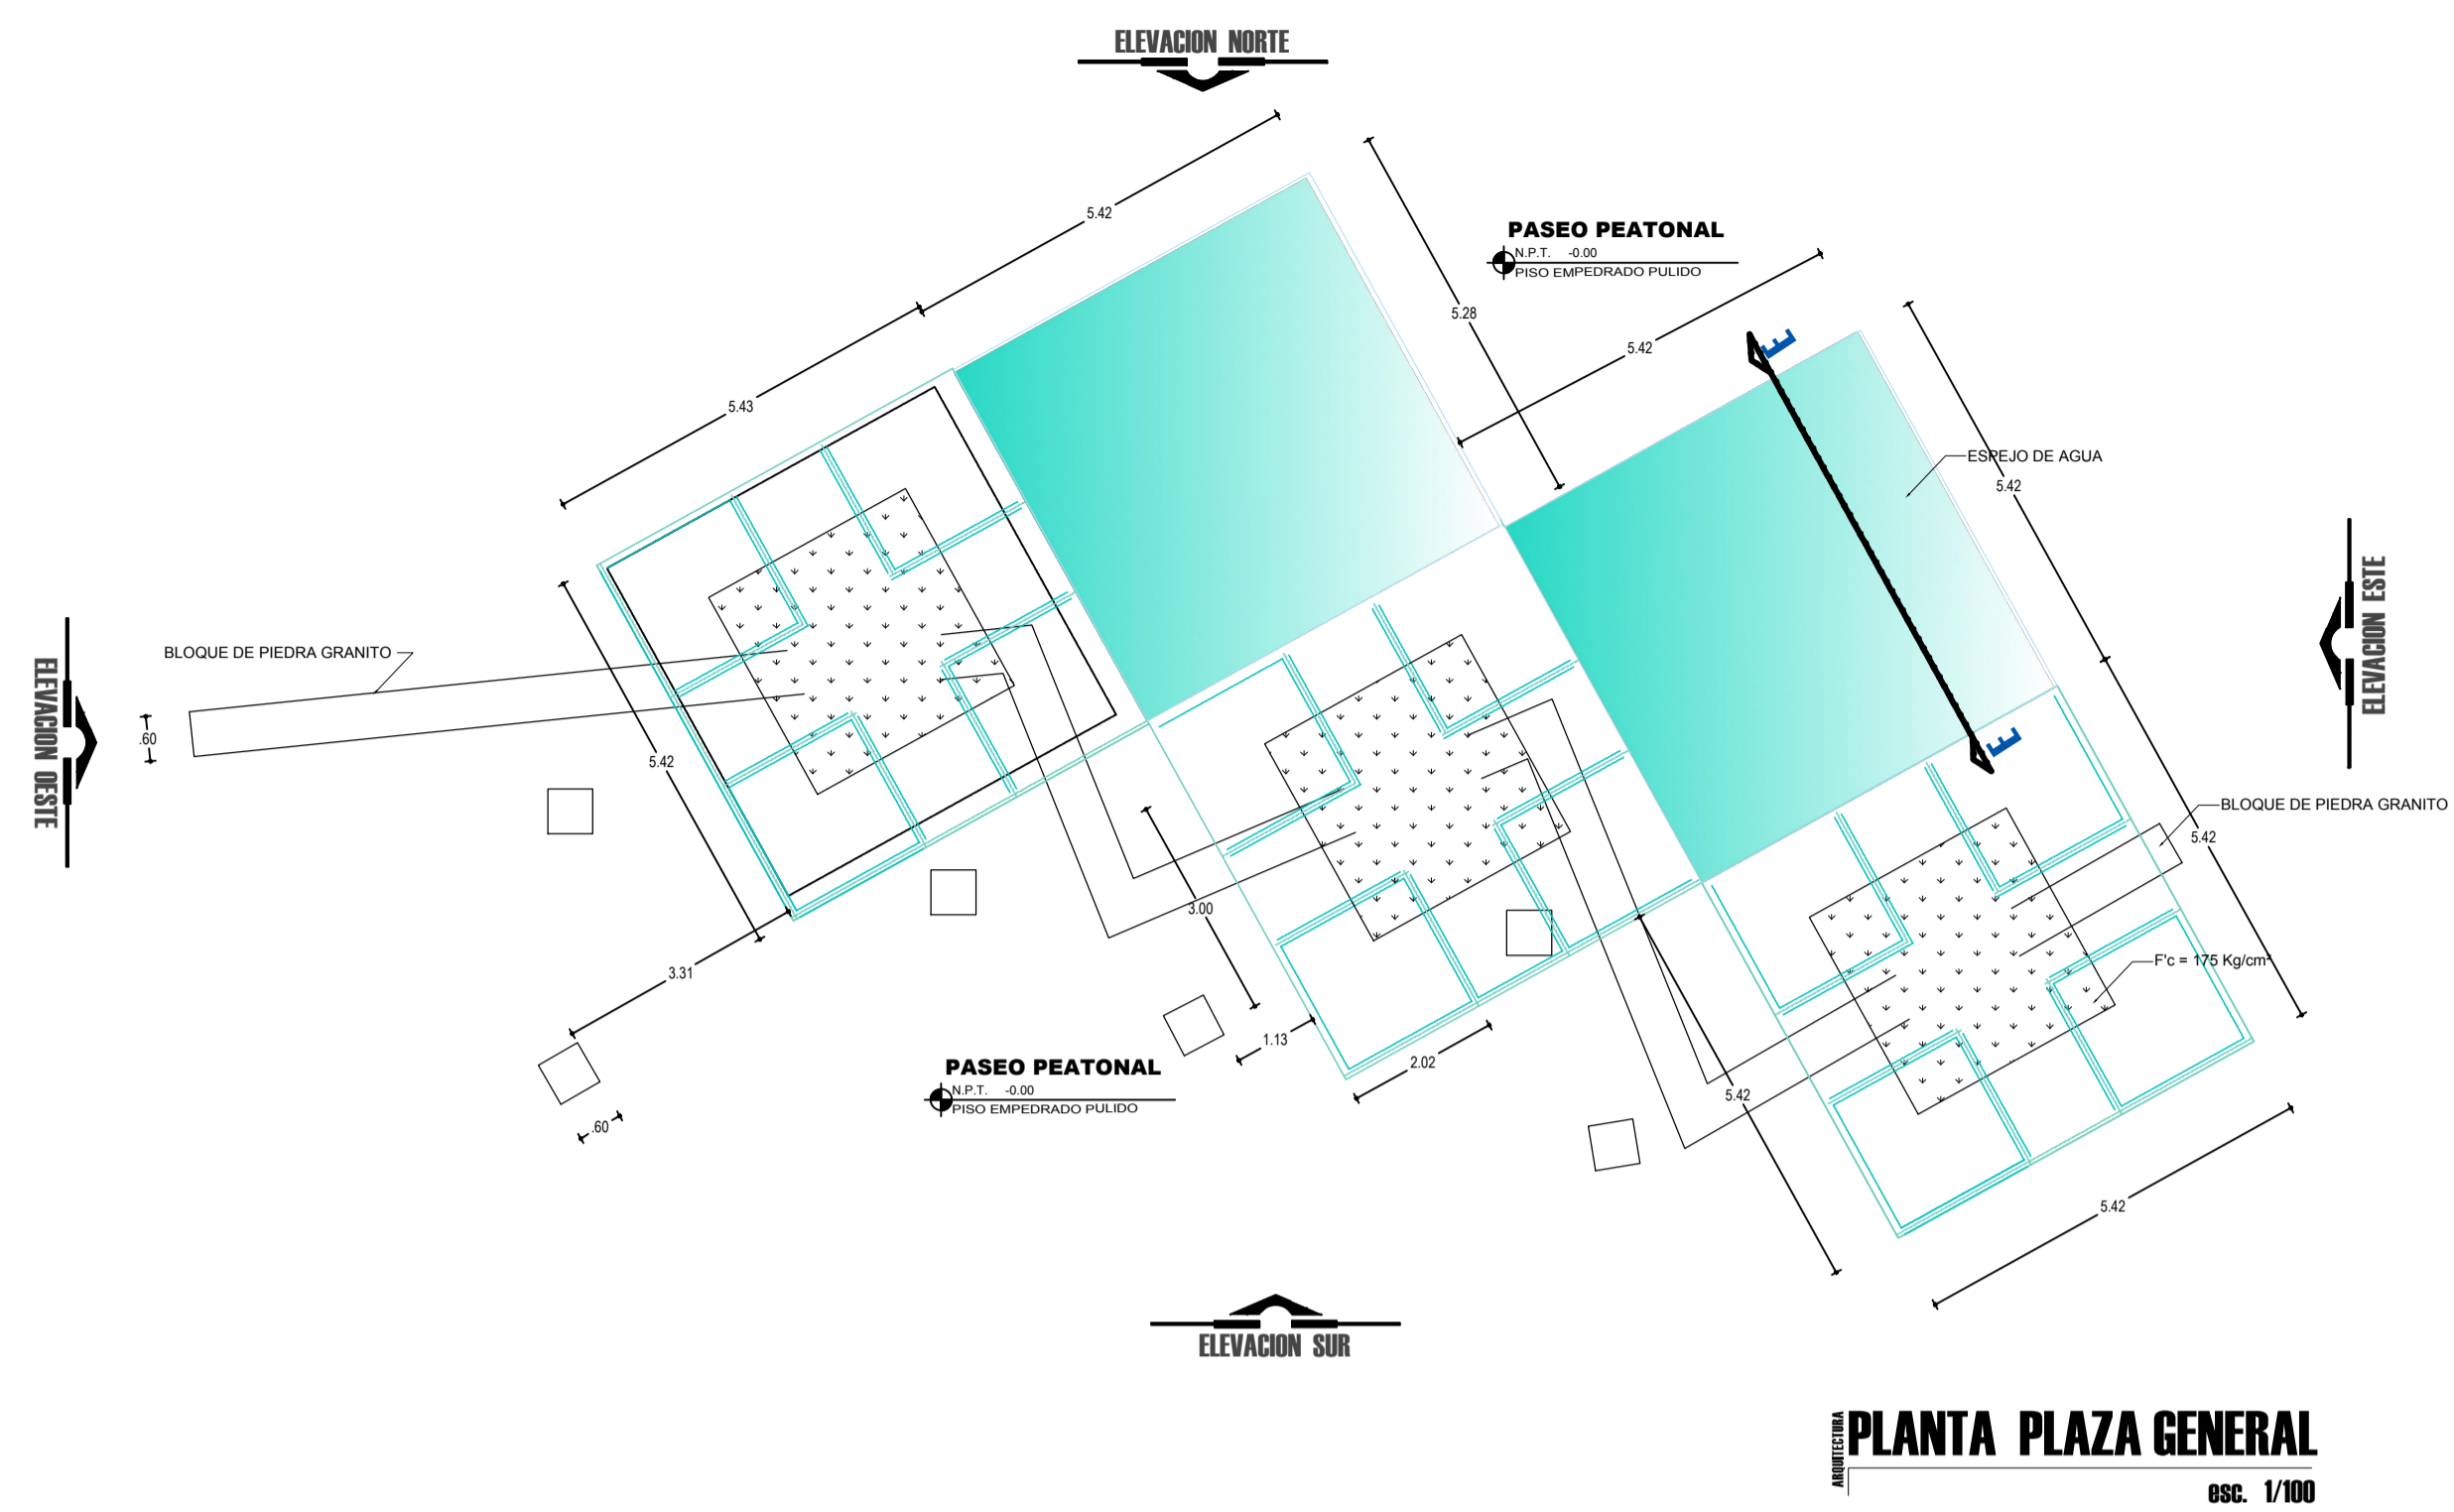 ELEVACION NORTE
5.42
5.43
5.28
PASEO PEATONAL
N.P.T. -0.00
PISO EMPEDRADO PULIDO
5.42
E
ESPEJO DE AGUA
5.42
ELEVACION ESTE
BLOQUE DE PIEDRA GRANITO
ELEVACION OESTE
.60
5.42
E
BLOQUE DE PIEDRA GRANITO
5.42
3.00
F'c = 175 Kg/cm²
3.31
1.13
2.02
PASEO PEATONAL
N.P.T. -0.00
PISO EMPEDRADO PULIDO
5.42
.60
5.42
ELEVACION SUR
ARQUITECTURA
PLANTA PLAZA GENERAL
esc. 1/100